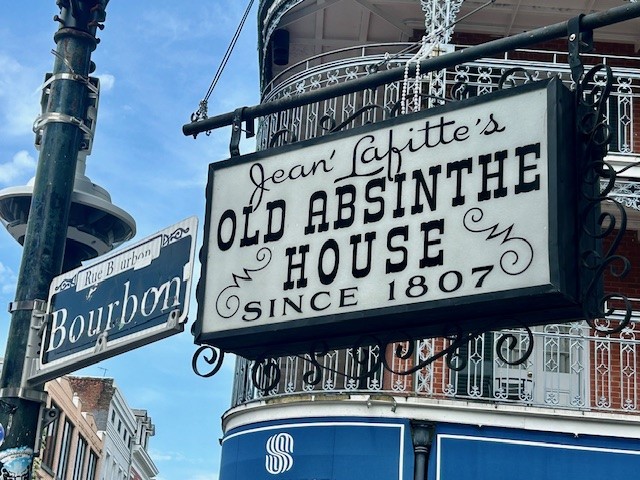 Jean' Lafitte's
OLD ABSINTHE
HOUSE
SINCE 1807
Rue Bourbon
Bourbon
S